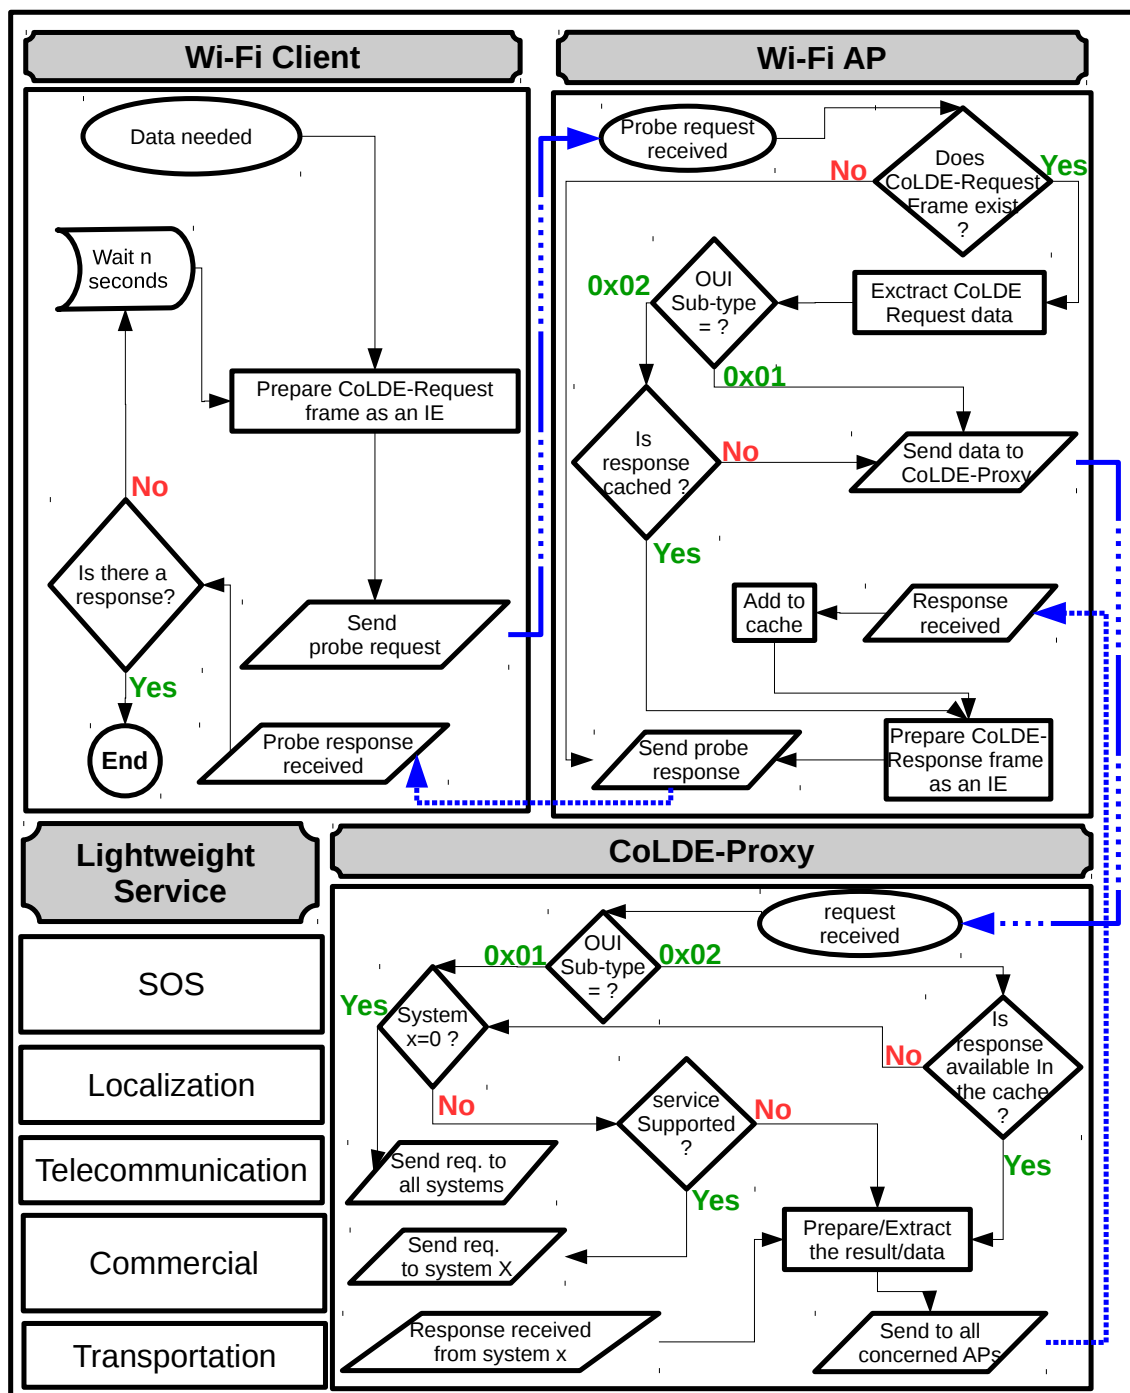 Wi-Fi Client
Data needed
Wait n
seconds
Prepare CoLDE-Request
frame as an IE
No
Is there a
response?
Send
probe request
Yes
End
Probe response
received
Wi-Fi AP
Probe request
received
Does
CoLDE-Request
Frame exist
?
No
Yes
Exctract CoLDE
Request data
OUI
Sub-type
= ?
0x02
0x01
Is
response
cached ?
No
Yes
Send data to
CoLDE-Proxy
Response
received
Add to
cache
Prepare CoLDE-
Response frame
as an IE
Send probe
response
Lightweight
Service
SOS
Localization
Telecommunication
Commercial
Transportation
CoLDE-Proxy
request
received
OUI
Sub-type
= ?
0x01
0x02
Yes
System
x=0 ?
No
Is
response
available In
the cache
?
No
Yes
service
Supported
?
No
Yes
Send req. to
all systems
Send req.
to system X
Prepare/Extract
the result/data
Response received
from system x
Send to all
concerned APs